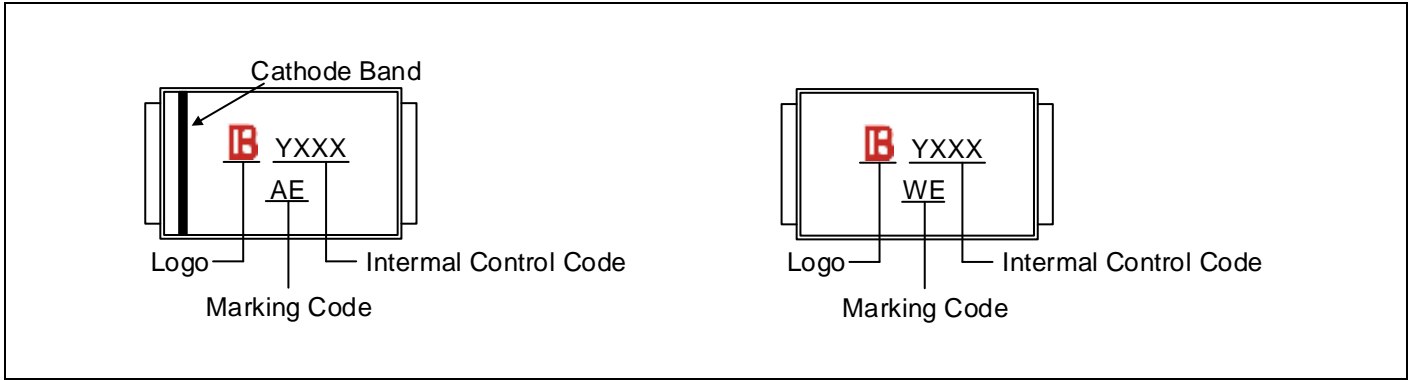 Cathode Band
YXXX
AE
Logo
Intermal Control Code
Marking Code
YXXX
WE
Logo
Intermal Control Code
Marking Code